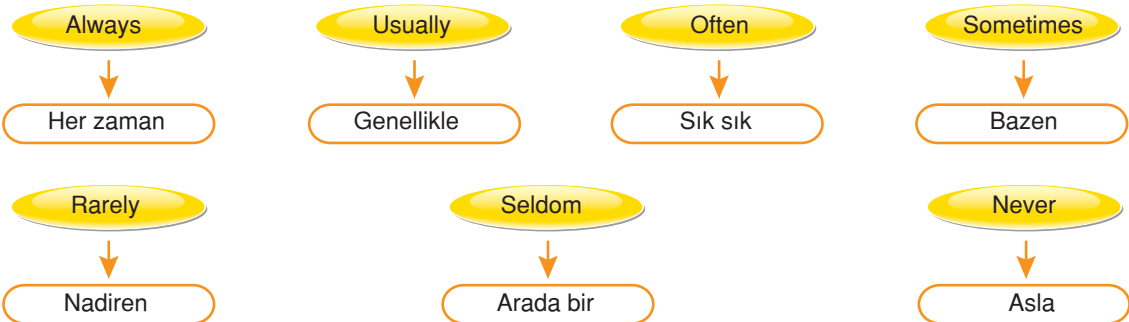 Always Usually Often Sometimes
Her zaman Genellikle Sık sık Bazen
Rarely Seldom Never
Nadiren Arada bir Asla